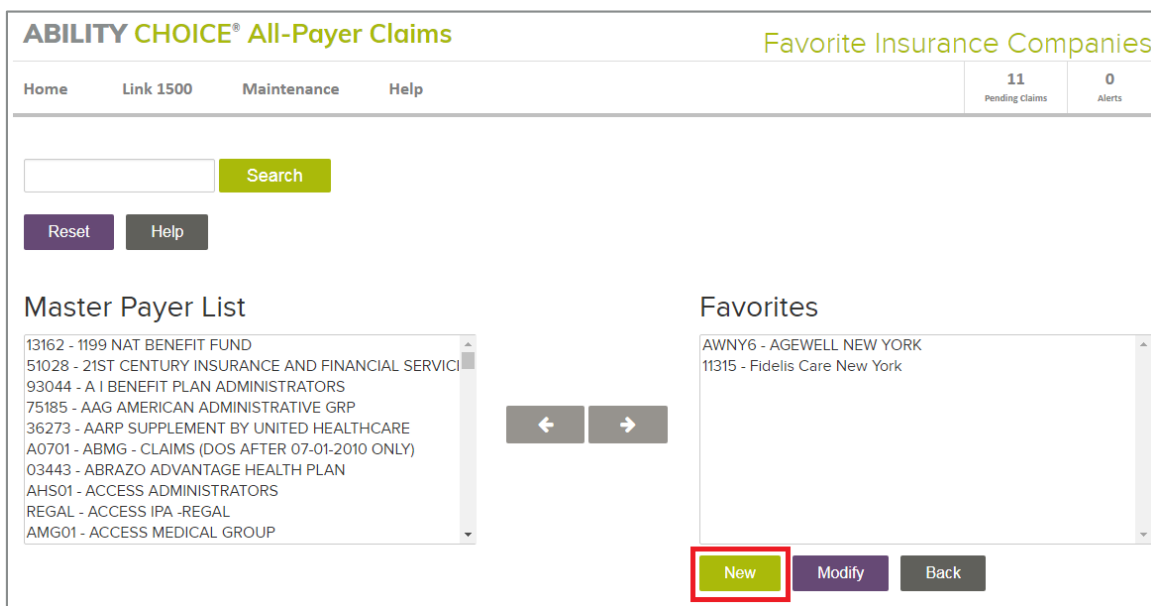 ABILITY CHOICE® All-Payer Claims
Favorite Insurance Companies
Home Link 1500 Maintenance Help
11 0
Pending Claims Alerts
Search
Reset Help
Master Payer List
13162 - 1199 NAT BENEFIT FUND
51028 - 21ST CENTURY INSURANCE AND FINANCIAL SERVICI
93044 - A I BENEFIT PLAN ADMINISTRATORS
75185 - AAG AMERICAN ADMINISTRATIVE GRP
36273 - AARP SUPPLEMENT BY UNITED HEALTHCARE
A0701 - ABMG - CLAIMS (DOS AFTER 07-01-2010 ONLY)
03443 - ABRAZO ADVANTAGE HEALTH PLAN
AHS01 - ACCESS ADMINISTRATORS
REGAL - ACCESS IPA -REGAL
AMG01 - ACCESS MEDICAL GROUP
Favorites
AWNY6 - AGEWELL NEW YORK
11315 - Fidelis Care New York
New Modify Back